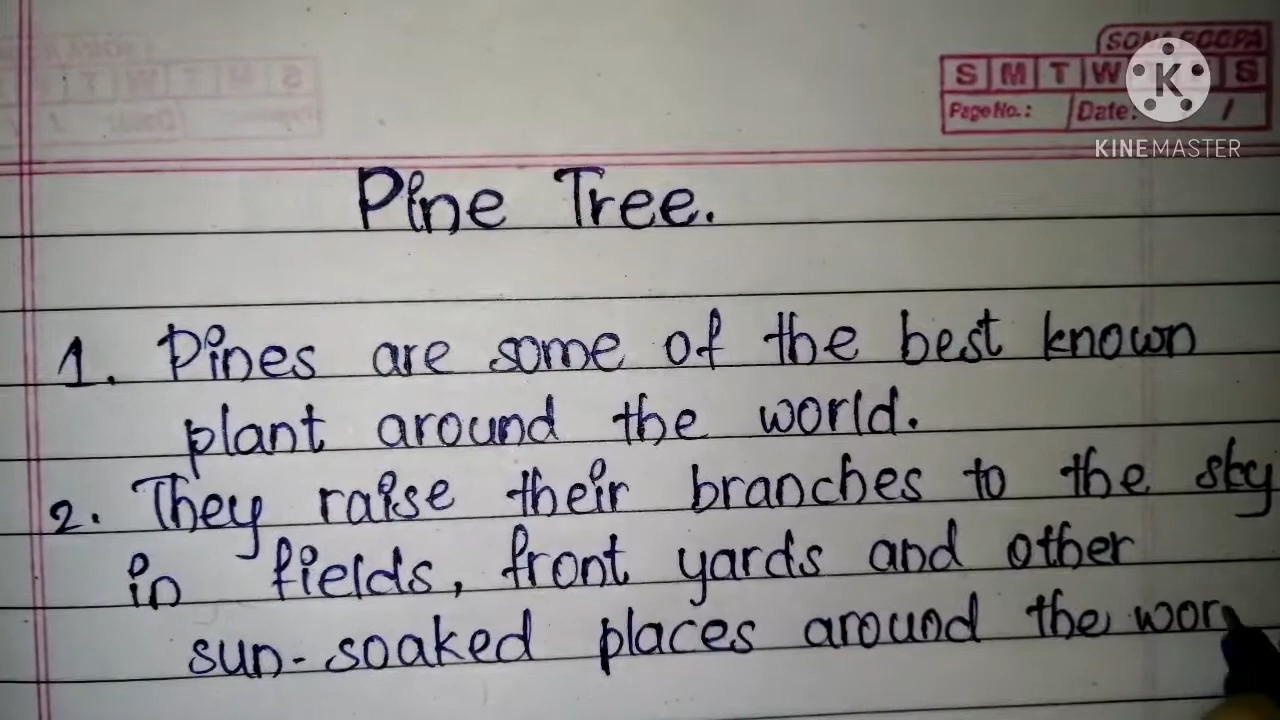 SONAROOPA
S M T W S
Page No.: Date: /
K
KINEMASTER
Pine Tree.
1. Pines are some of the best known
plant around the world.
2. They raise their branches to the sky
in fields, front yards and other
sun-soaked places around the wor